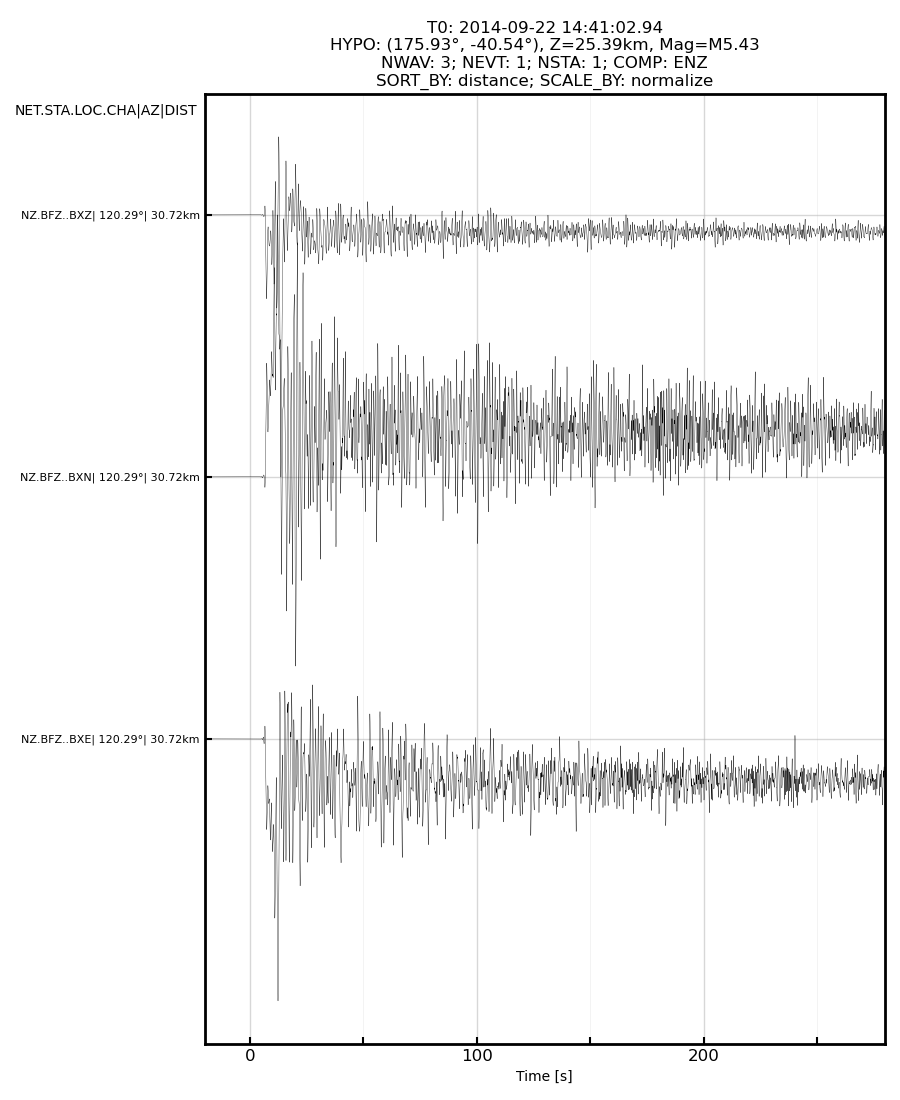 T0: 2014-09-22 14:41:02.94
HYPO: (175.93°, -40.54°), Z=25.39km, Mag=M5.43
NWAV: 3; NEVT: 1; NSTA: 1; COMP: ENZ
SORT_BY: distance; SCALE_BY: normalize
NET.STA.LOC.CHA|AZ|DIST
NZ.BFZ..BXZ| 120.29°| 30.72km
NZ.BFZ..BXN| 120.29°| 30.72km
NZ.BFZ..BXE| 120.29°| 30.72km
0 100 200
Time [s]